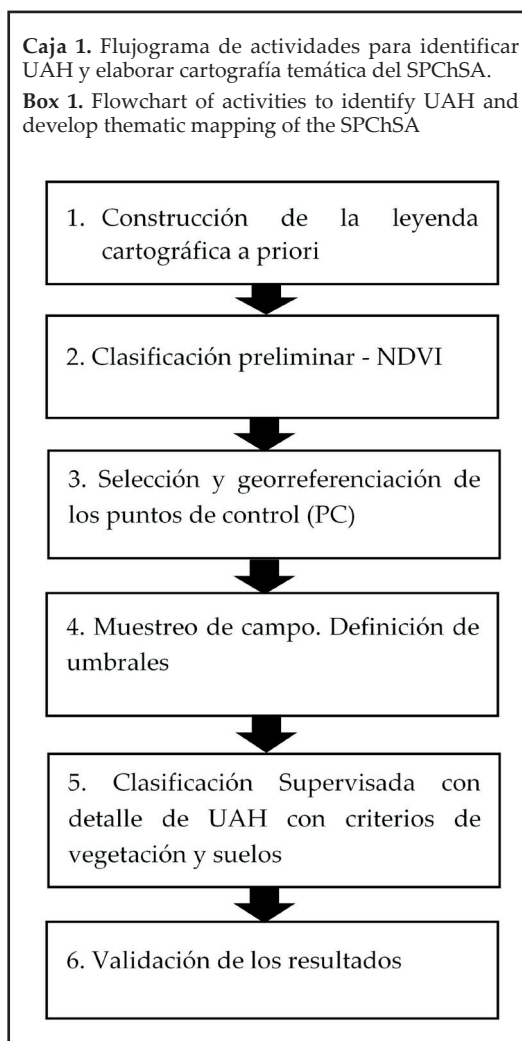 Caja 1. Flujograma de actividades para identificar
UAH y elaborar cartografía temática del SPChSA.
Box 1. Flowchart of activities to identify UAH and
develop thematic mapping of the SPChSA
1. Construcción de la leyenda
cartográfica a priori
2. Clasificación preliminar - NDVI
3. Selección y georreferenciación de
los puntos de control (PC)
4. Muestreo de campo. Definición de
umbrales
5. Clasificación Supervisada con
detalle de UAH con criterios de
vegetación y suelos
6. Validación de los resultados